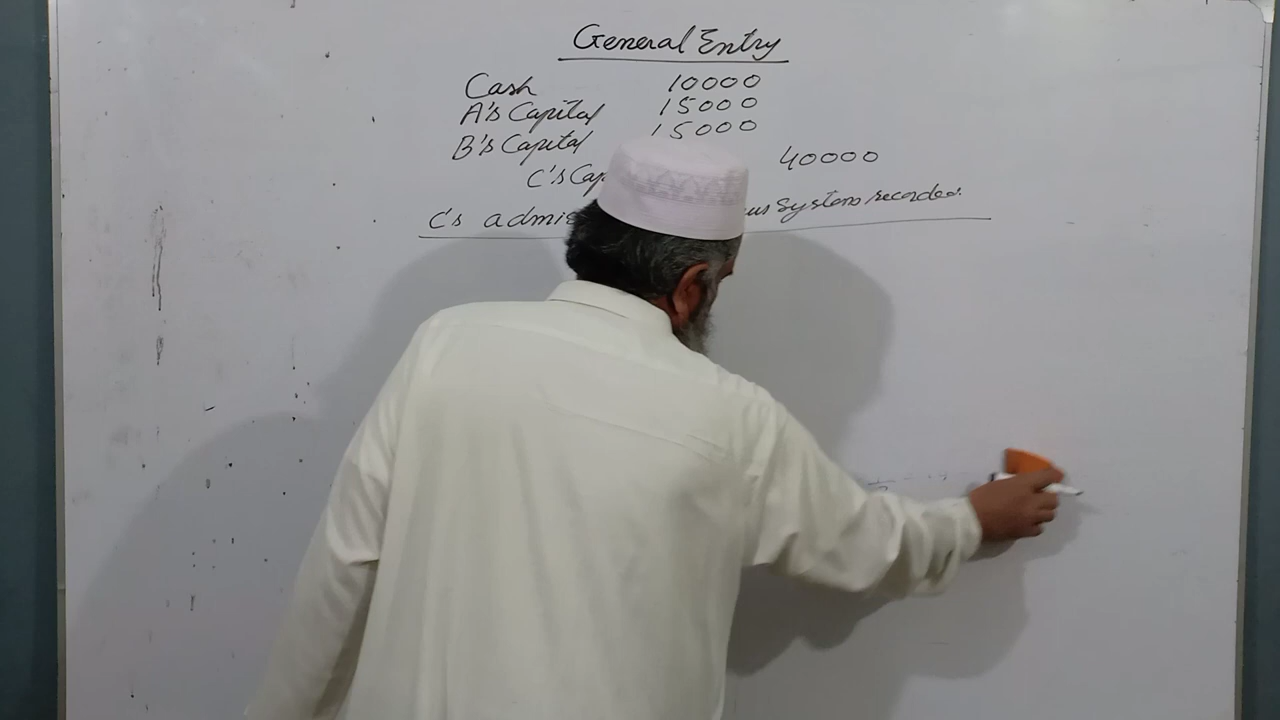 General Entry
Cash 10000
A's Capital 15000
B's Capital 15000
C's Cap 40000
C's admis us System recorded.